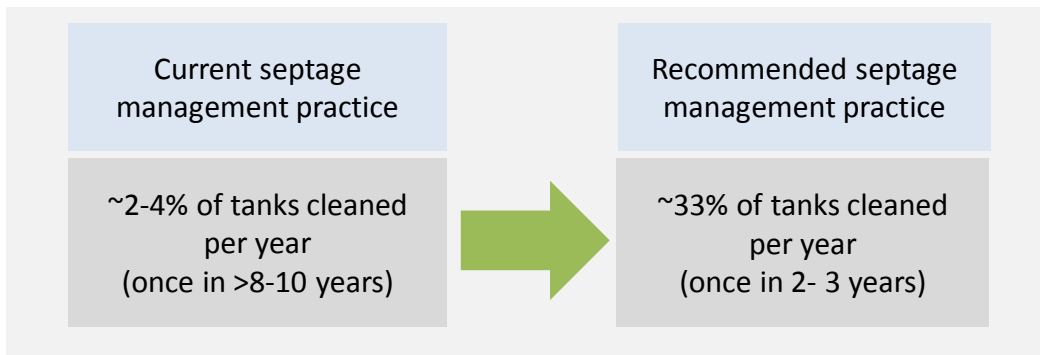 Current septage
management practice
~2-4% of tanks cleaned
per year
(once in >8-10 years)
Recommended septage
management practice
~33% of tanks cleaned
per year
(once in 2- 3 years)